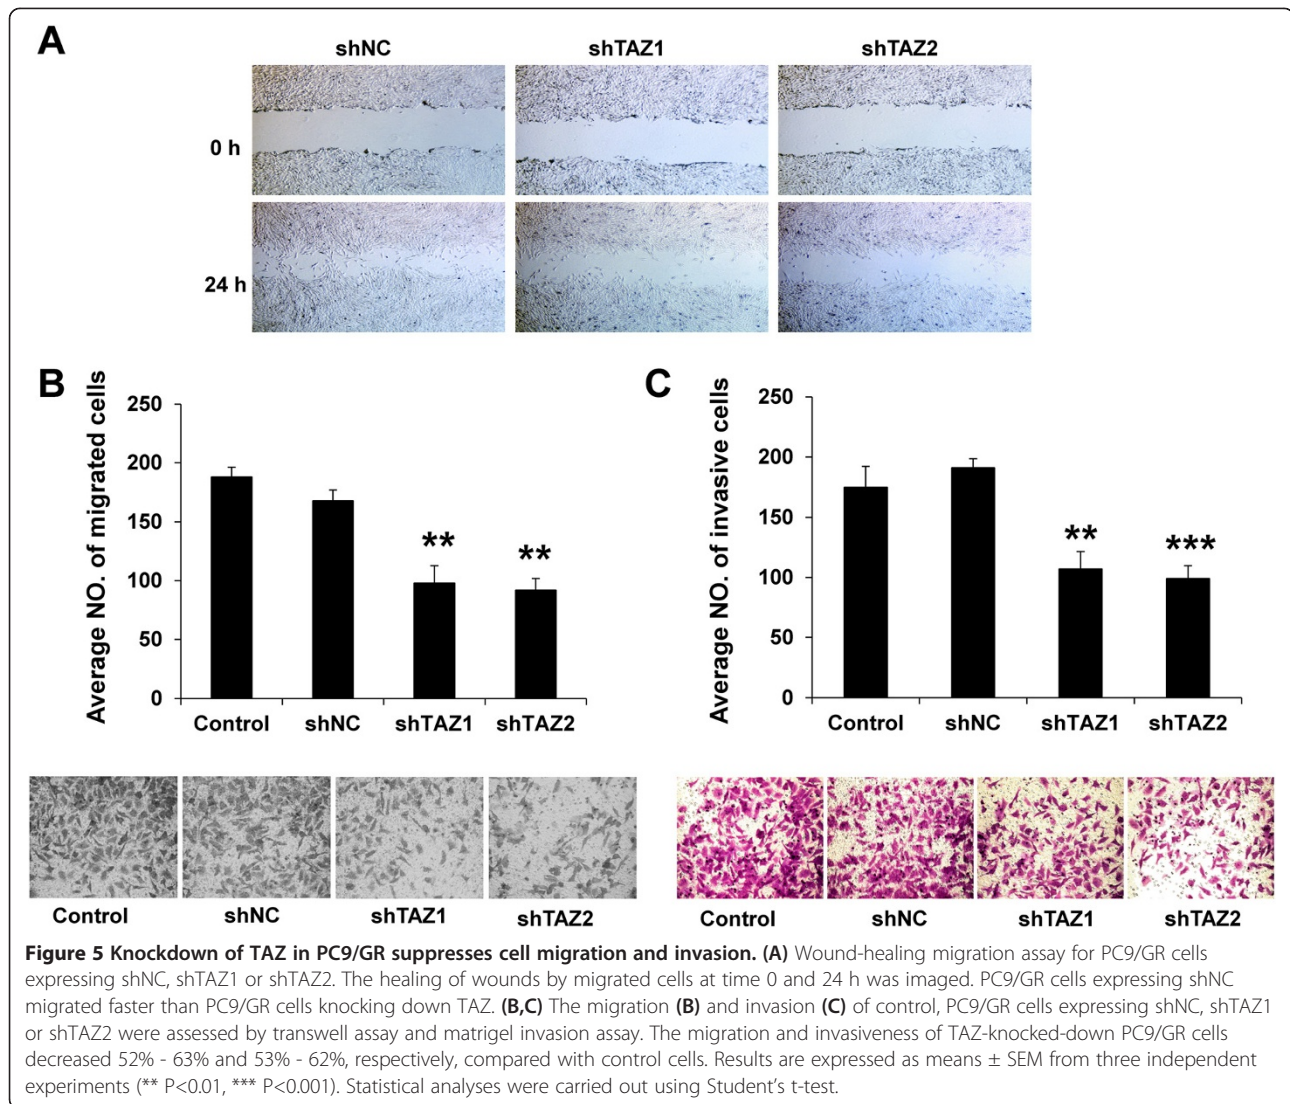 A
shNC
shTAZ1
shTAZ2
0 h
24 h
B
Average NO. of migrated cells
250
200
150
100
50
0
**
**
Control
shNC
shTAZ1
shTAZ2
Control
shNC
shTAZ1
shTAZ2
C
Average NO. of invasive cells
250
200
150
100
50
0
**
***
Control
shNC
shTAZ1
shTAZ2
Control
shNC
shTAZ1
shTAZ2
Figure 5 Knockdown of TAZ in PC9/GR suppresses cell migration and invasion. (A) Wound-healing migration assay for PC9/GR cells
expressing shNC, shTAZ1 or shTAZ2. The healing of wounds by migrated cells at time 0 and 24 h was imaged. PC9/GR cells expressing shNC
migrated faster than PC9/GR cells knocking down TAZ. (B,C) The migration (B) and invasion (C) of control, PC9/GR cells expressing shNC, shTAZ1
or shTAZ2 were assessed by transwell assay and matrigel invasion assay. The migration and invasiveness of TAZ-knocked-down PC9/GR cells
decreased 52% - 63% and 53% - 62%, respectively, compared with control cells. Results are expressed as means ± SEM from three independent
experiments (** P<0.01, *** P<0.001). Statistical analyses were carried out using Student's t-test.